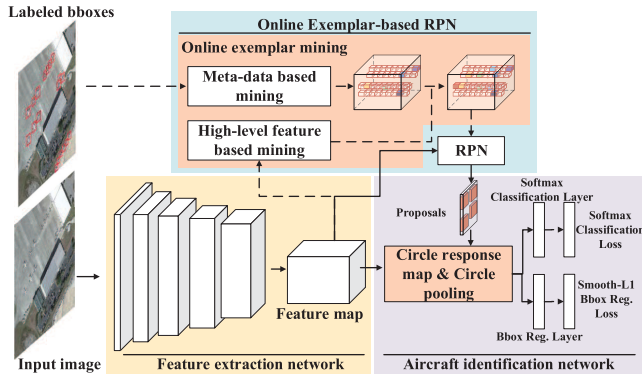 Labeled bboxes
Online Exemplar-based RPN
Online exemplar mining
Meta-data based
mining
High-level feature
based mining
RPN
Proposals
Softmax
Classification Layer
Softmax
Classification
Loss
Circle response
map & Circle
pooling
Smooth-L1
Bbox Reg.
Loss
Bbox Reg. Layer
Feature map
Input image
Feature extraction network
Aircraft identification network